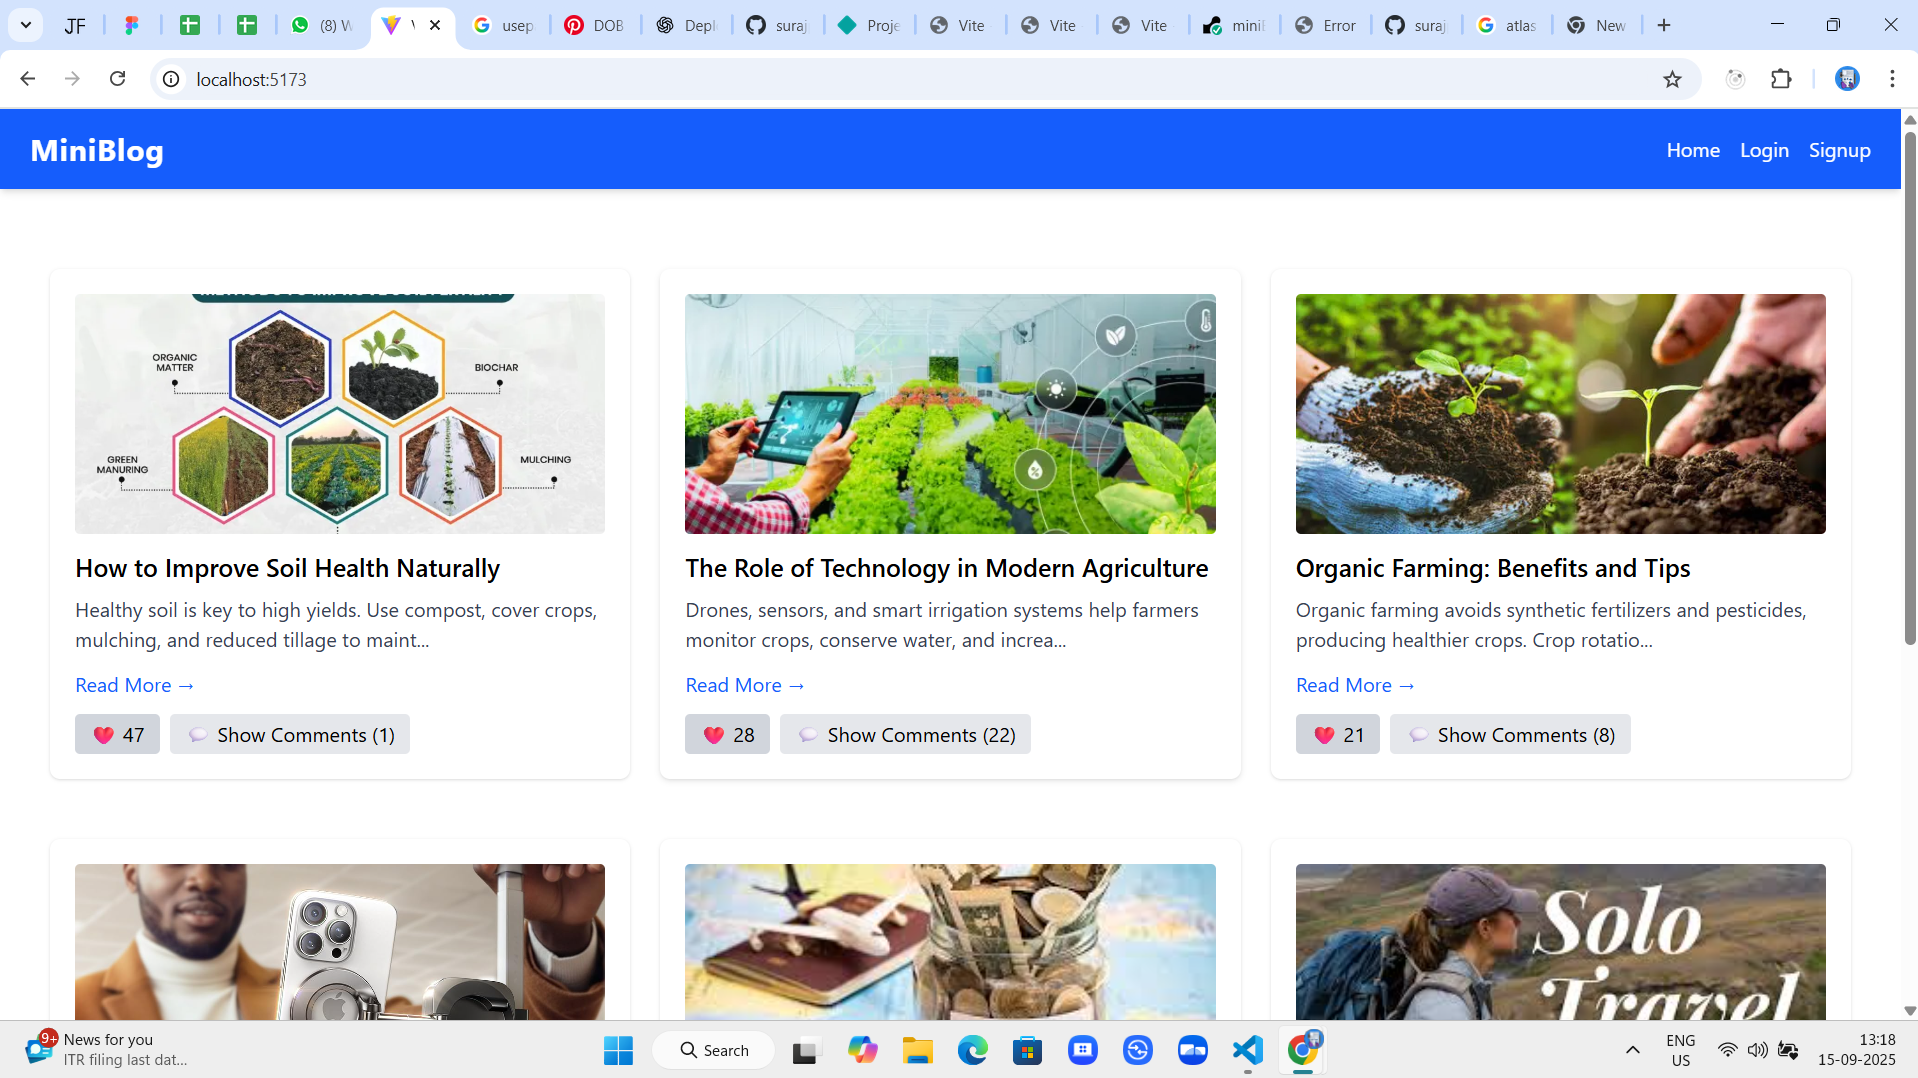 JF
(8) W
V
usep
DOB
Depl
suraj
Proje
Vite
Vite
Vite
miniB
Error
suraj
atlas
New
localhost:5173
MiniBlog
Home
Login
Signup
ORGANIC
MATTER
BIOCHAR
GREEN
MANURING
MULCHING
How to Improve Soil Health Naturally
Healthy soil is key to high yields. Use compost, cover crops,
mulching, and reduced tillage to maint...
Read More →
47
Show Comments (1)
The Role of Technology in Modern Agriculture
Drones, sensors, and smart irrigation systems help farmers
monitor crops, conserve water, and increa...
Read More →
28
Show Comments (22)
Organic Farming: Benefits and Tips
Organic farming avoids synthetic fertilizers and pesticides,
producing healthier crops. Crop rotatio...
Read More →
21
Show Comments (8)
Solo
Travel
9+
News for you
ITR filing last dat...
Search
ENG
US
13:18
15-09-2025